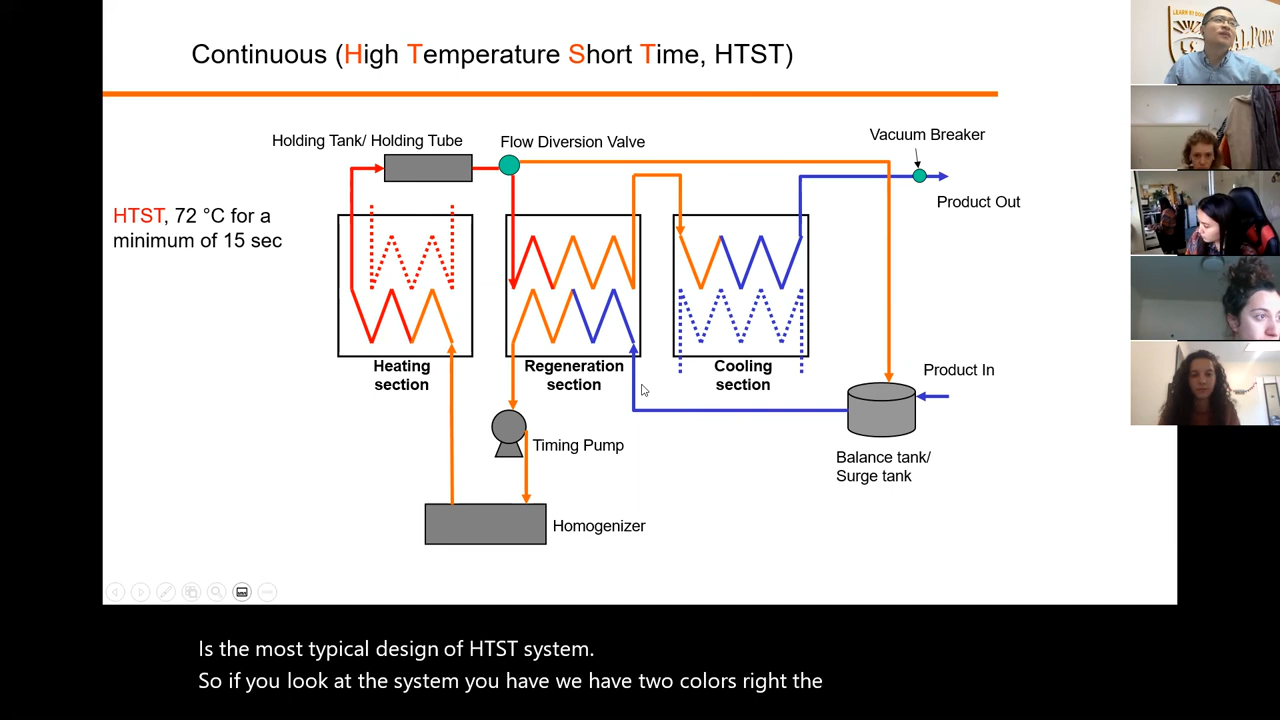 Continuous (High Temperature Short Time, HTST)
Holding Tank/ Holding Tube
Flow Diversion Valve
Vacuum Breaker
Product Out
HTST, 72 °C for a
minimum of 15 sec
Heating
section
Regeneration
section
Cooling
section
Product In
Timing Pump
Balance tank/
Surge tank
Homogenizer
Is the most typical design of HTST system.
So if you look at the system you have we have two colors right the